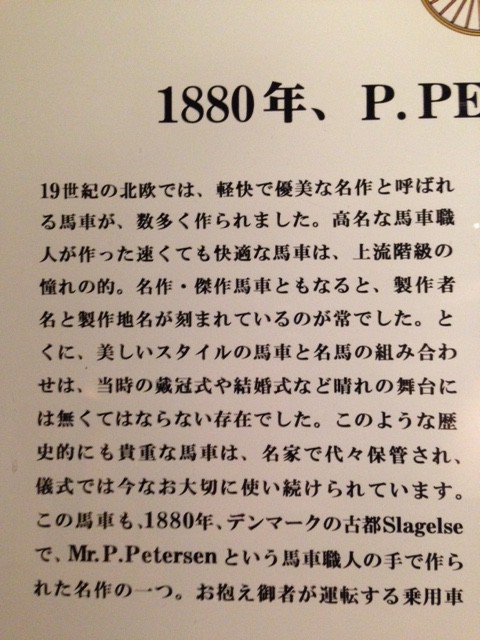 1880年、P.PE
19世紀の北欧では、軽快で優美な名作と呼ばれ
る馬車が、数多く作られました。高名な馬車職
人が作った速くても快適な馬車は、上流階級の
憧れの的。名作・傑作馬車ともなると、製作者
名と製作地名が刻まれているのが常でした。と
くに、美しいスタイルの馬車と名馬の組み合わ
せは、当時の戴冠式や結婚式など晴れの舞台に
は無くてはならない存在でした。このような歴
史的にも貴重な馬車は、名家で代々保管され、
儀式では今なお大切に使い続けられています。
この馬車も、1880年、デンマークの古都Slagelse
で、Mr.P.Petersenという馬車職人の手で作ら
れた名作の一つ。お抱え御者が運転する乗用車